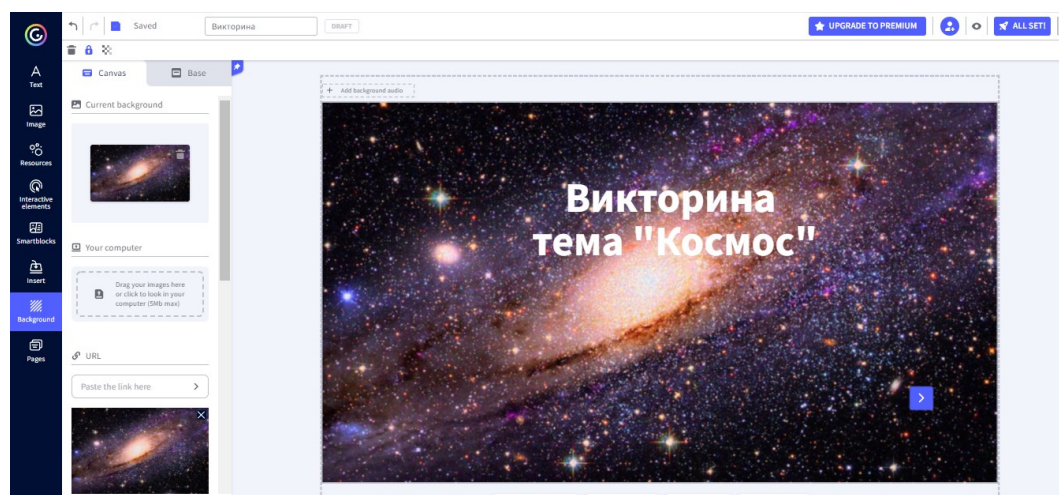 Saved
Викторина
DRAFT
UPGRADE TO PREMIUM
ALL SET!
Text
Image
Resources
Interactive
elements
Smartblocks
Insert
Background
Pages
Canvas
Base
Current background
Your computer
Drag your images here
or click to look in your
computer (5Mb max)
URL
Paste the link here
+ Add background audio
Викторина
тема "Космос"